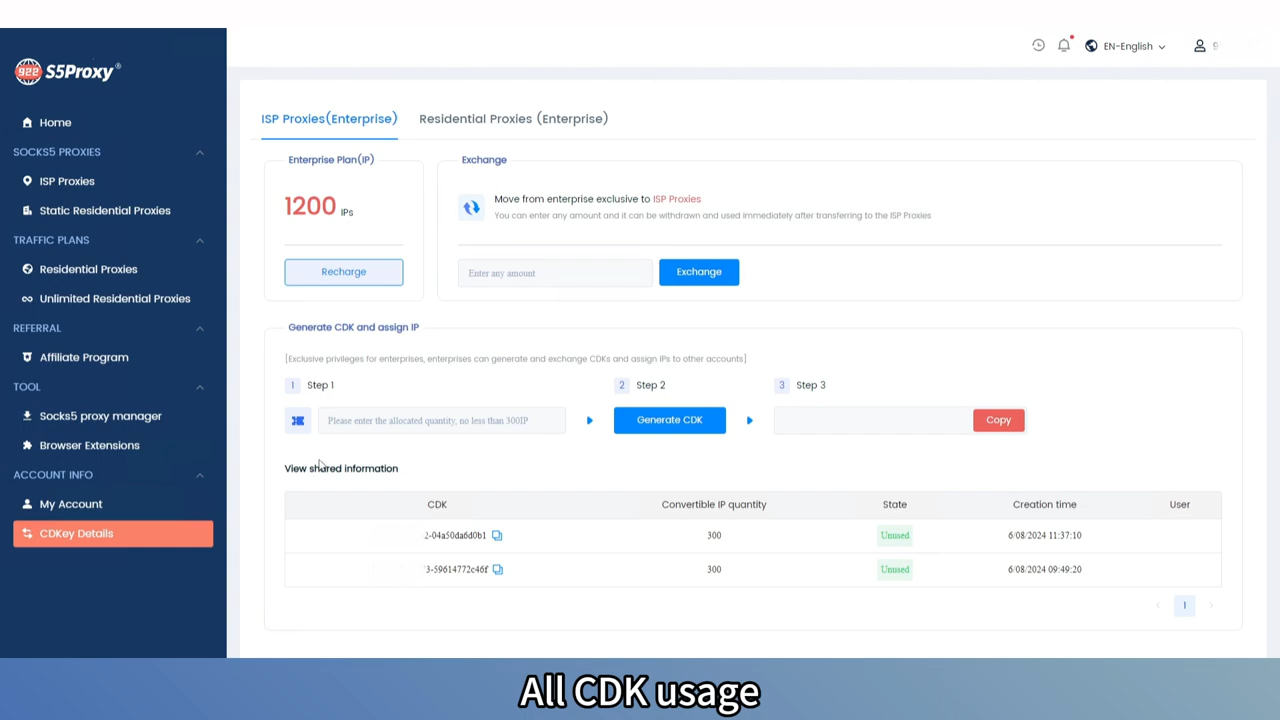 922 S5Proxy®
EN-English
Home
SOCKS5 PROXIES
ISP Proxies
Static Residential Proxies
TRAFFIC PLANS
Residential Proxies
Unlimited Residential Proxies
REFERRAL
Affiliate Program
TOOL
Socks5 proxy manager
Browser Extensions
ACCOUNT INFO
My Account
CDKey Details
ISP Proxies(Enterprise) Residential Proxies (Enterprise)
Enterprise Plan(IP)
1200 IPs
Recharge
Exchange
Move from enterprise exclusive to ISP Proxies
You can enter any amount and it can be withdrawn and used immediately after transferring to the ISP Proxies
Enter any amount Exchange
Generate CDK and assign IP
[Exclusive privileges for enterprises, enterprises can generate and exchange CDKs and assign IPs to other accounts]
1 Step 1 2 Step 2 3 Step 3
Please enter the allocated quantity, no less than 300IP Generate CDK Copy
View shared information
CDK Convertible IP quantity State Creation time User
2-04a50da6d0b1 300 Unused 6/08/2024 11:37:10
3-59614772c46f 300 Unused 6/08/2024 09:49:20
1
All CDK usage